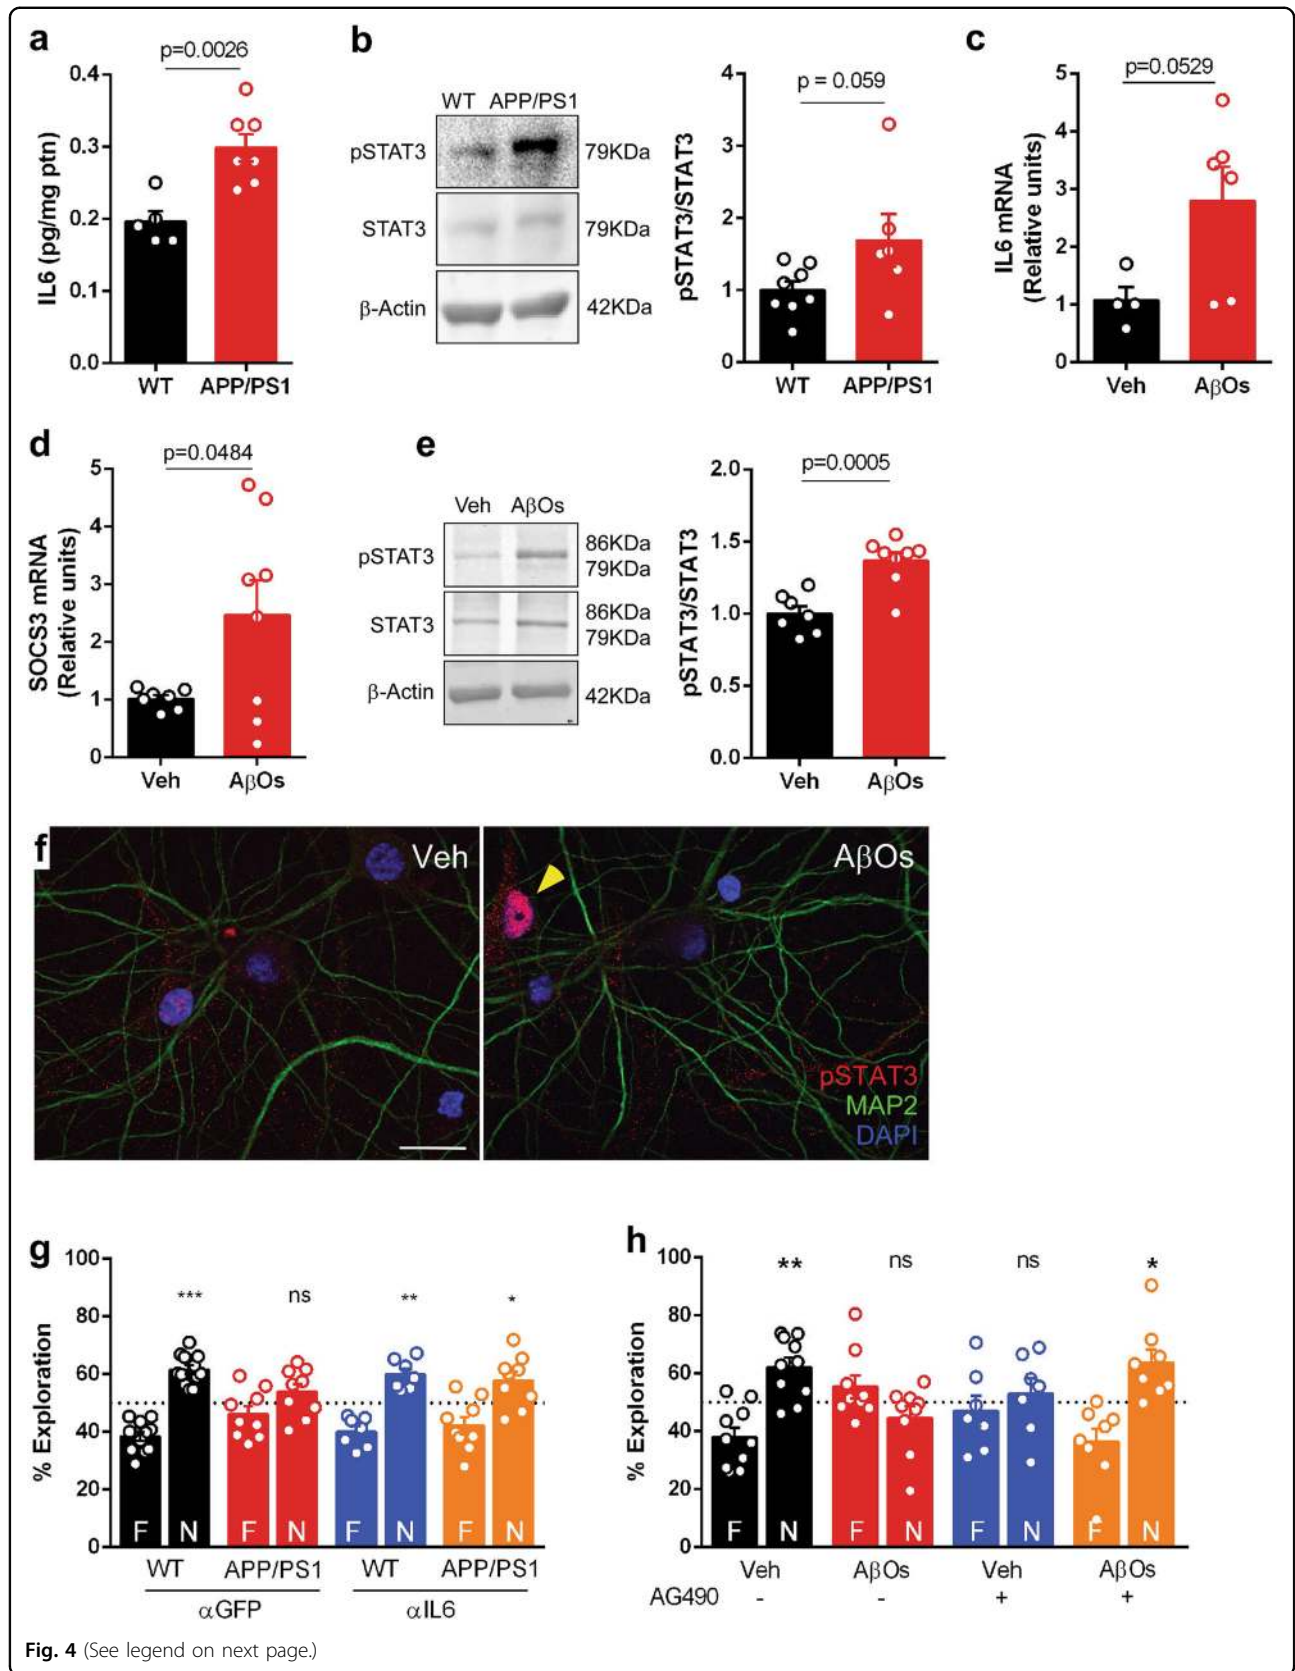 a
p=0.0026
IL6 (pg/mg ptn)
0.4
0.3
0.2
0.1
0.0
WT APP/PS1
b
WT APP/PS1
pSTAT3 79KDa
STAT3 79KDa
β-Actin 42KDa
p = 0.059
pSTAT3/STAT3
4
3
2
1
0
WT APP/PS1
c
p=0.0529
IL6 mRNA
(Relative units)
5
4
3
2
1
0
Veh AβOs
d
p=0.0484
SOCS3 mRNA
(Relative units)
5
4
3
2
1
0
Veh AβOs
e
Veh AβOs
pSTAT3 86KDa
79KDa
STAT3 86KDa
79KDa
β-Actin 42KDa
p=0.0005
pSTAT3/STAT3
2.0
1.5
1.0
0.5
0.0
Veh AβOs
f
Veh
AβOs
pSTAT3
MAP2
DAPI
g
% Exploration
100
80
60
40
20
0
*** ns ** *
F N F N F N F N
WT APP/PS1 WT APP/PS1
αGFP αIL6
h
% Exploration
100
80
60
40
20
0
** ns ns *
F N F N F N F N
Veh AβOs Veh AβOs
AG490 - - + +
Fig. 4 (See legend on next page.)